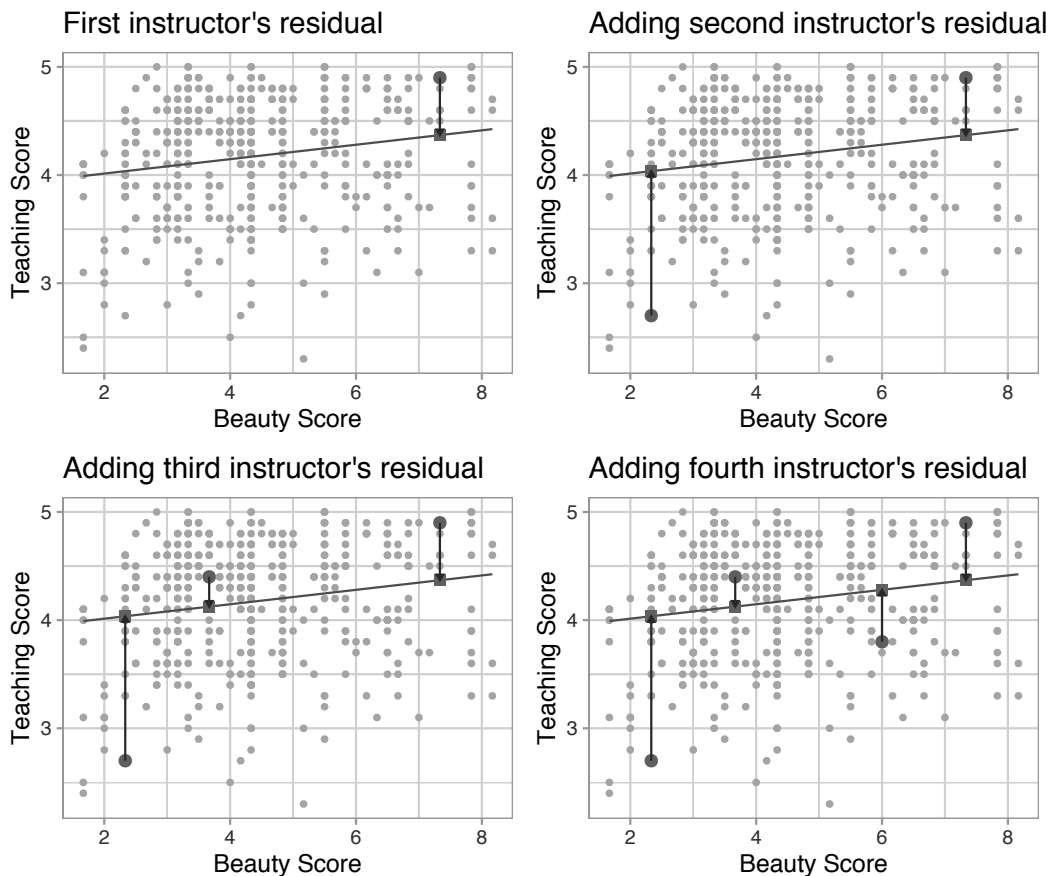 First instructor's residual
Adding second instructor's residual
5
4
3
Teaching Score
2 4 6 8
Beauty Score
5
4
3
Teaching Score
2 4 6 8
Beauty Score
Adding third instructor's residual
Adding fourth instructor's residual
5
4
3
Teaching Score
2 4 6 8
Beauty Score
5
4
3
Teaching Score
2 4 6 8
Beauty Score